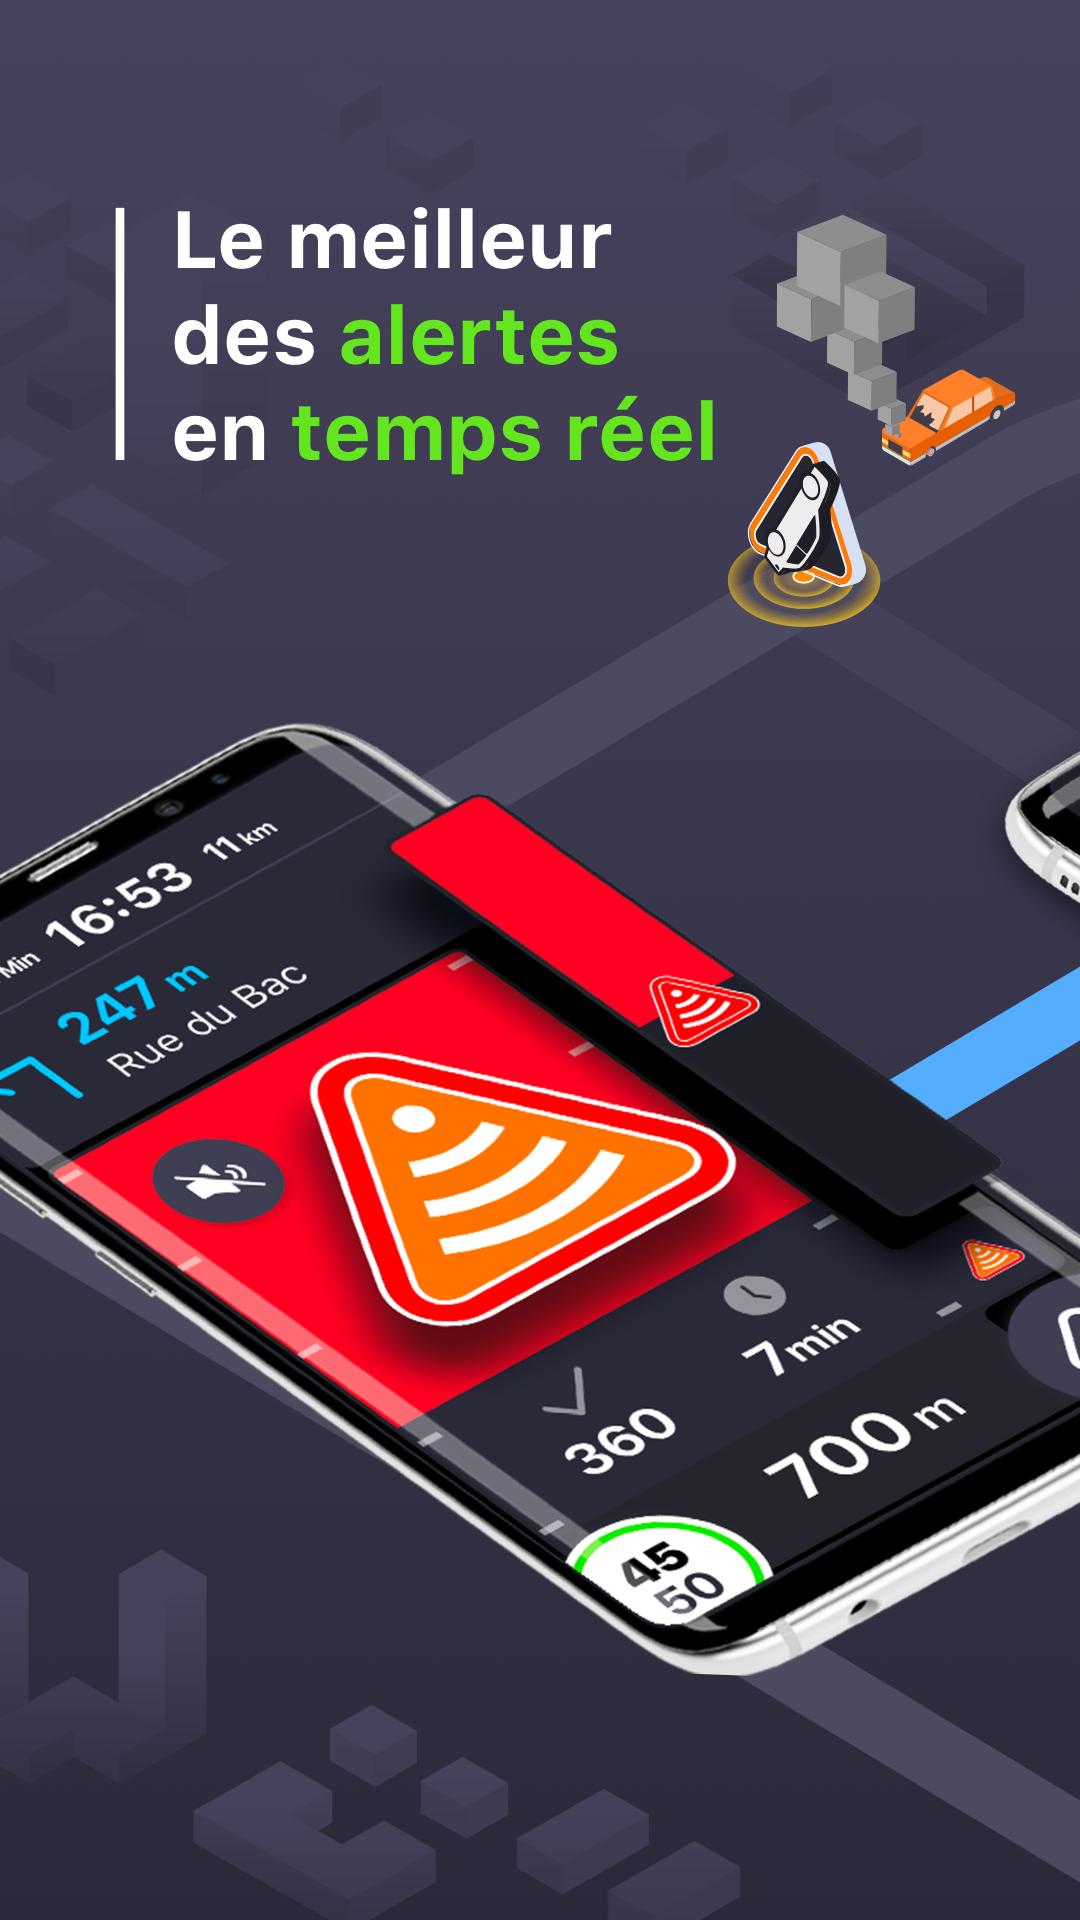 Le meilleur
des alertes
en temps réel
Min 16:53 11 km
247 m
Rue du Bac
7 min
360
700 m
45
50